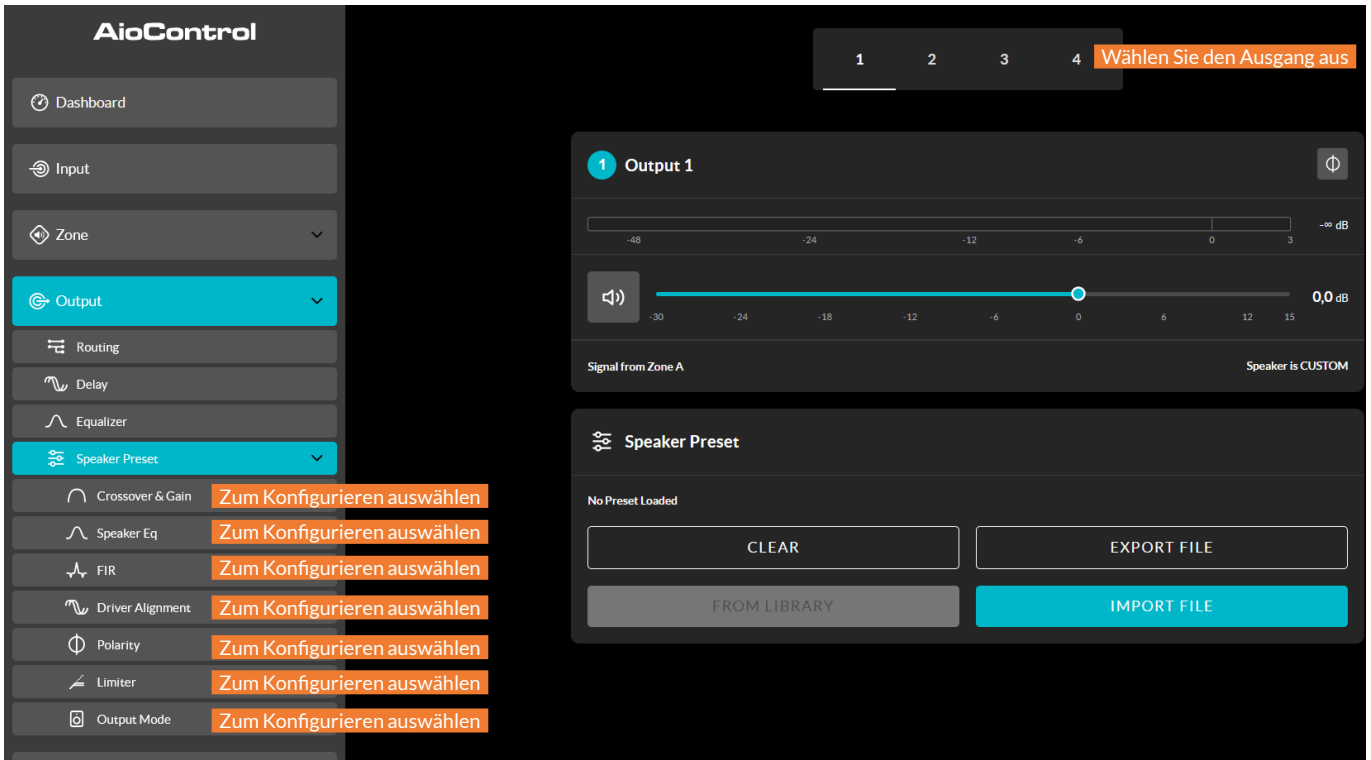 AioControl
Dashboard
Input
Zone
Output
Routing
Delay
Equalizer
Speaker Preset
Crossover & Gain Zum Konfigurieren auswählen
Speaker Eq Zum Konfigurieren auswählen
FIR Zum Konfigurieren auswählen
Driver Alignment Zum Konfigurieren auswählen
Polarity Zum Konfigurieren auswählen
Limiter Zum Konfigurieren auswählen
Output Mode Zum Konfigurieren auswählen
1 2 3 4 Wählen Sie den Ausgang aus
1 Output 1
-∞ dB
-48 -24 -12 -6 0 3
0,0 dB
-30 -24 -18 -12 -6 0 6 12 15
Signal from Zone A Speaker is CUSTOM
Speaker Preset
No Preset Loaded
CLEAR EXPORT FILE
FROM LIBRARY IMPORT FILE